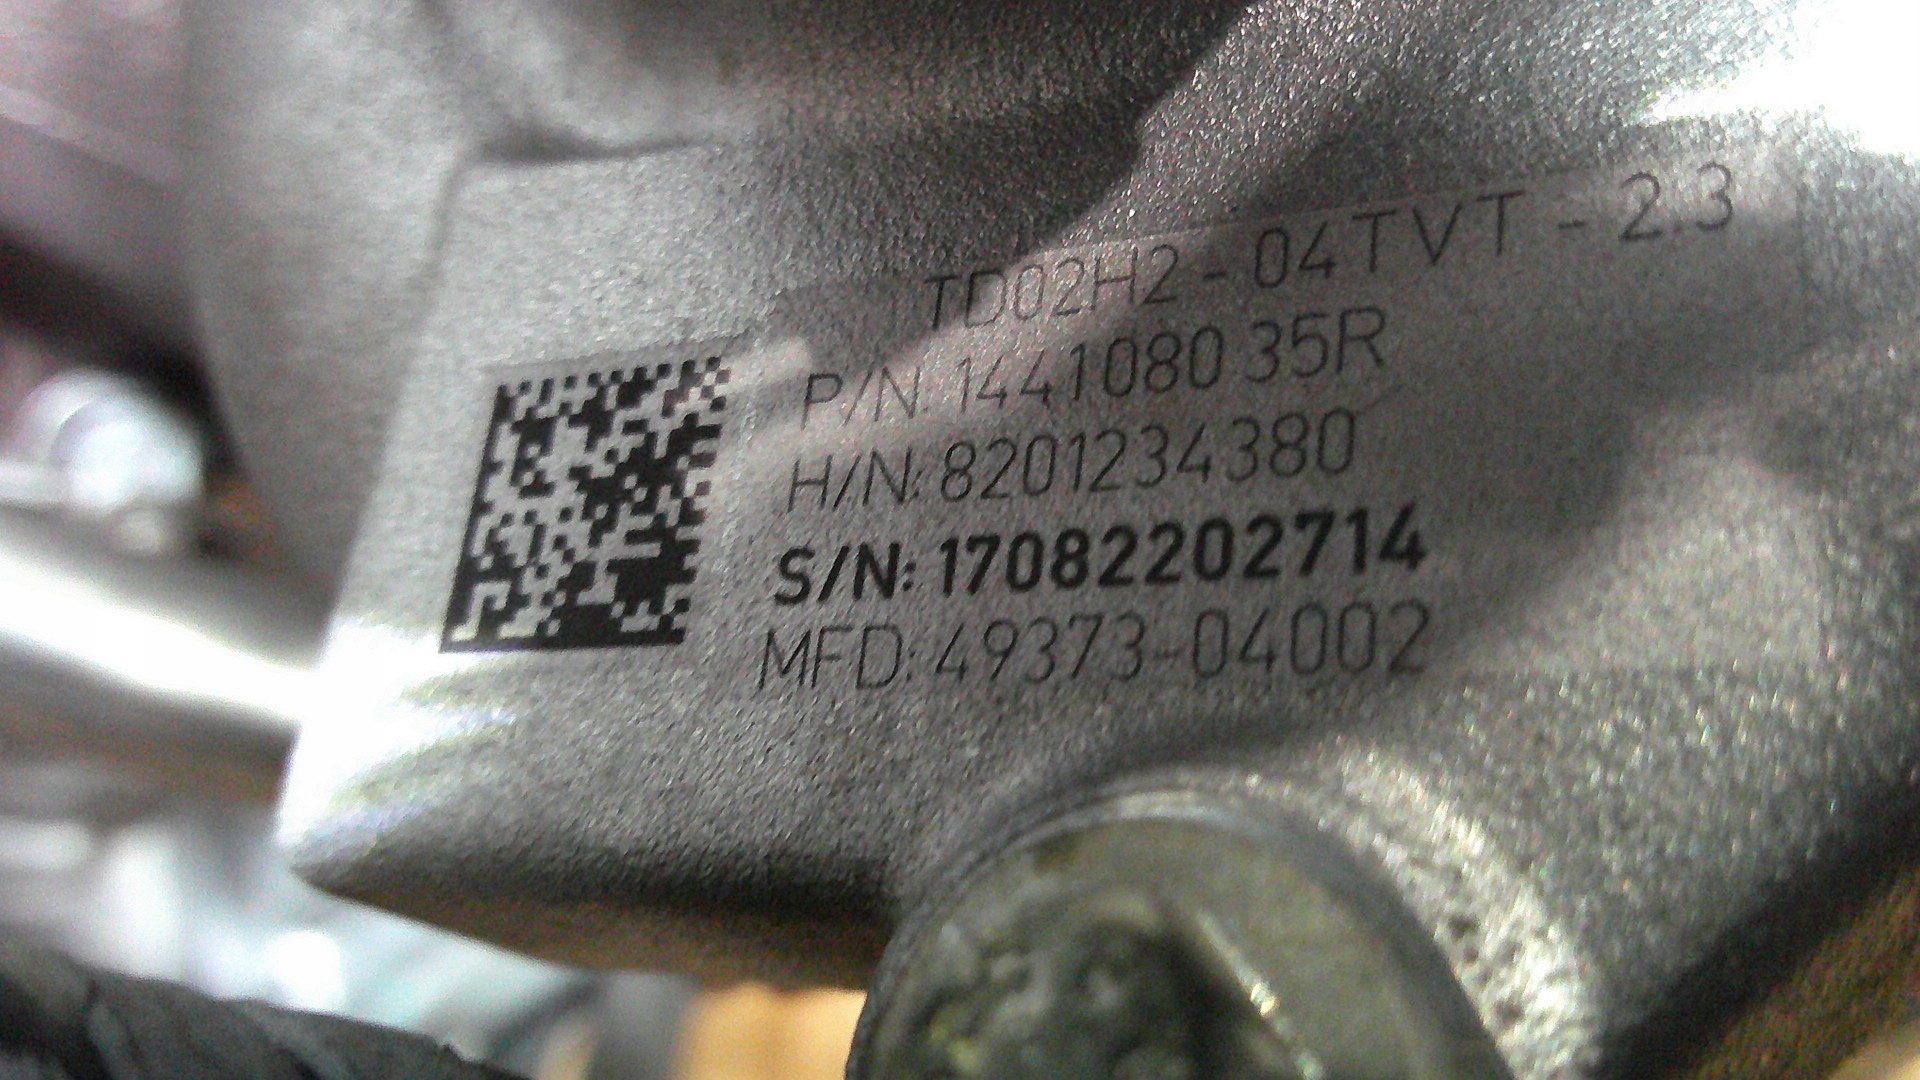 TD02H2 - 04TVT - 2.3
P/N: 1441080 35R
H/N: 8201234380
S/N: 17082202714
MFD: 49373-04002